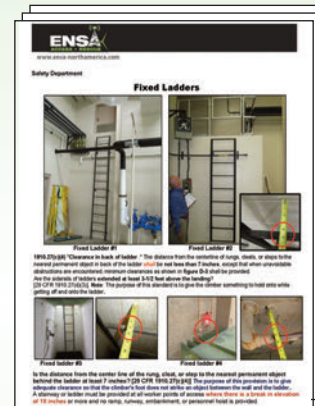 ENSA
ACCESS • RESCUE
www.ensa-northamerica.com
Safety Department
Fixed Ladders
Fixed Ladder #1
Fixed Ladder #2
1910.27(c)(4) "Clearance in back of ladder." The distance from the centerline of rungs, cleats, or steps to the
nearest permanent object in back of the ladder shall be not less than 7 inches, except that when unavoidable
obstructions are encountered, minimum clearances as shown in figure D-3 shall be provided.
Are the siderails of ladders extended at least 3-1/2 feet above the landing?
[29 CFR 1910.27(d)(3)]. Note: The purpose of this standard is to give the climber something to hold onto while
getting off and onto the ladder.
Fixed ladder #3
Fixed Ladder #4
Is the distance from the center line of the rung, cleat, or step to the nearest permanent object
behind the ladder at least 7 inches? [29 CFR 1910.27(c)(4)] The purpose of this provision is to give
adequate clearance so that the climber's foot does not strike an object between the wall and the ladder.
A stairway or ladder must be provided at all worker points of access where there is a break in elevation
of 19 inches or more and no ramp, runway, embankment, or personnel hoist is provided.